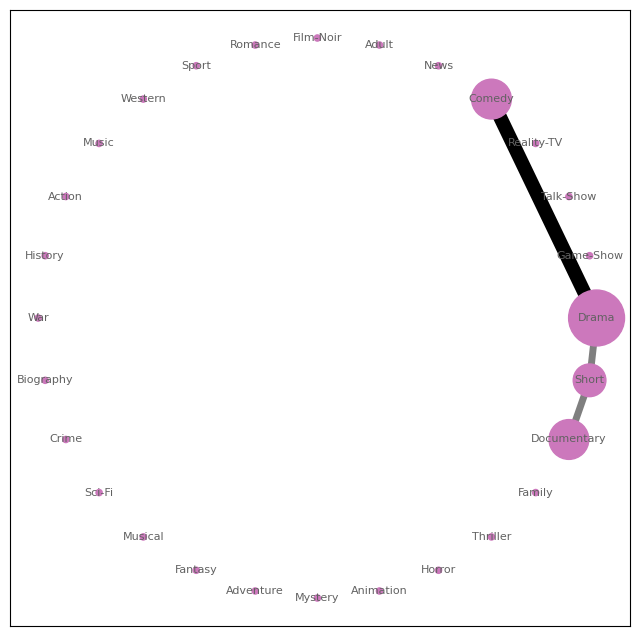 Film-Noir
Romance
Adult
Sport
News
Western
Comedy
Music
Reality-TV
Action
Talk-Show
History
Game-Show
War
Drama
Biography
Short
Crime
Documentary
Sci-Fi
Family
Musical
Thriller
Fantasy
Horror
Adventure
Animation
Mystery